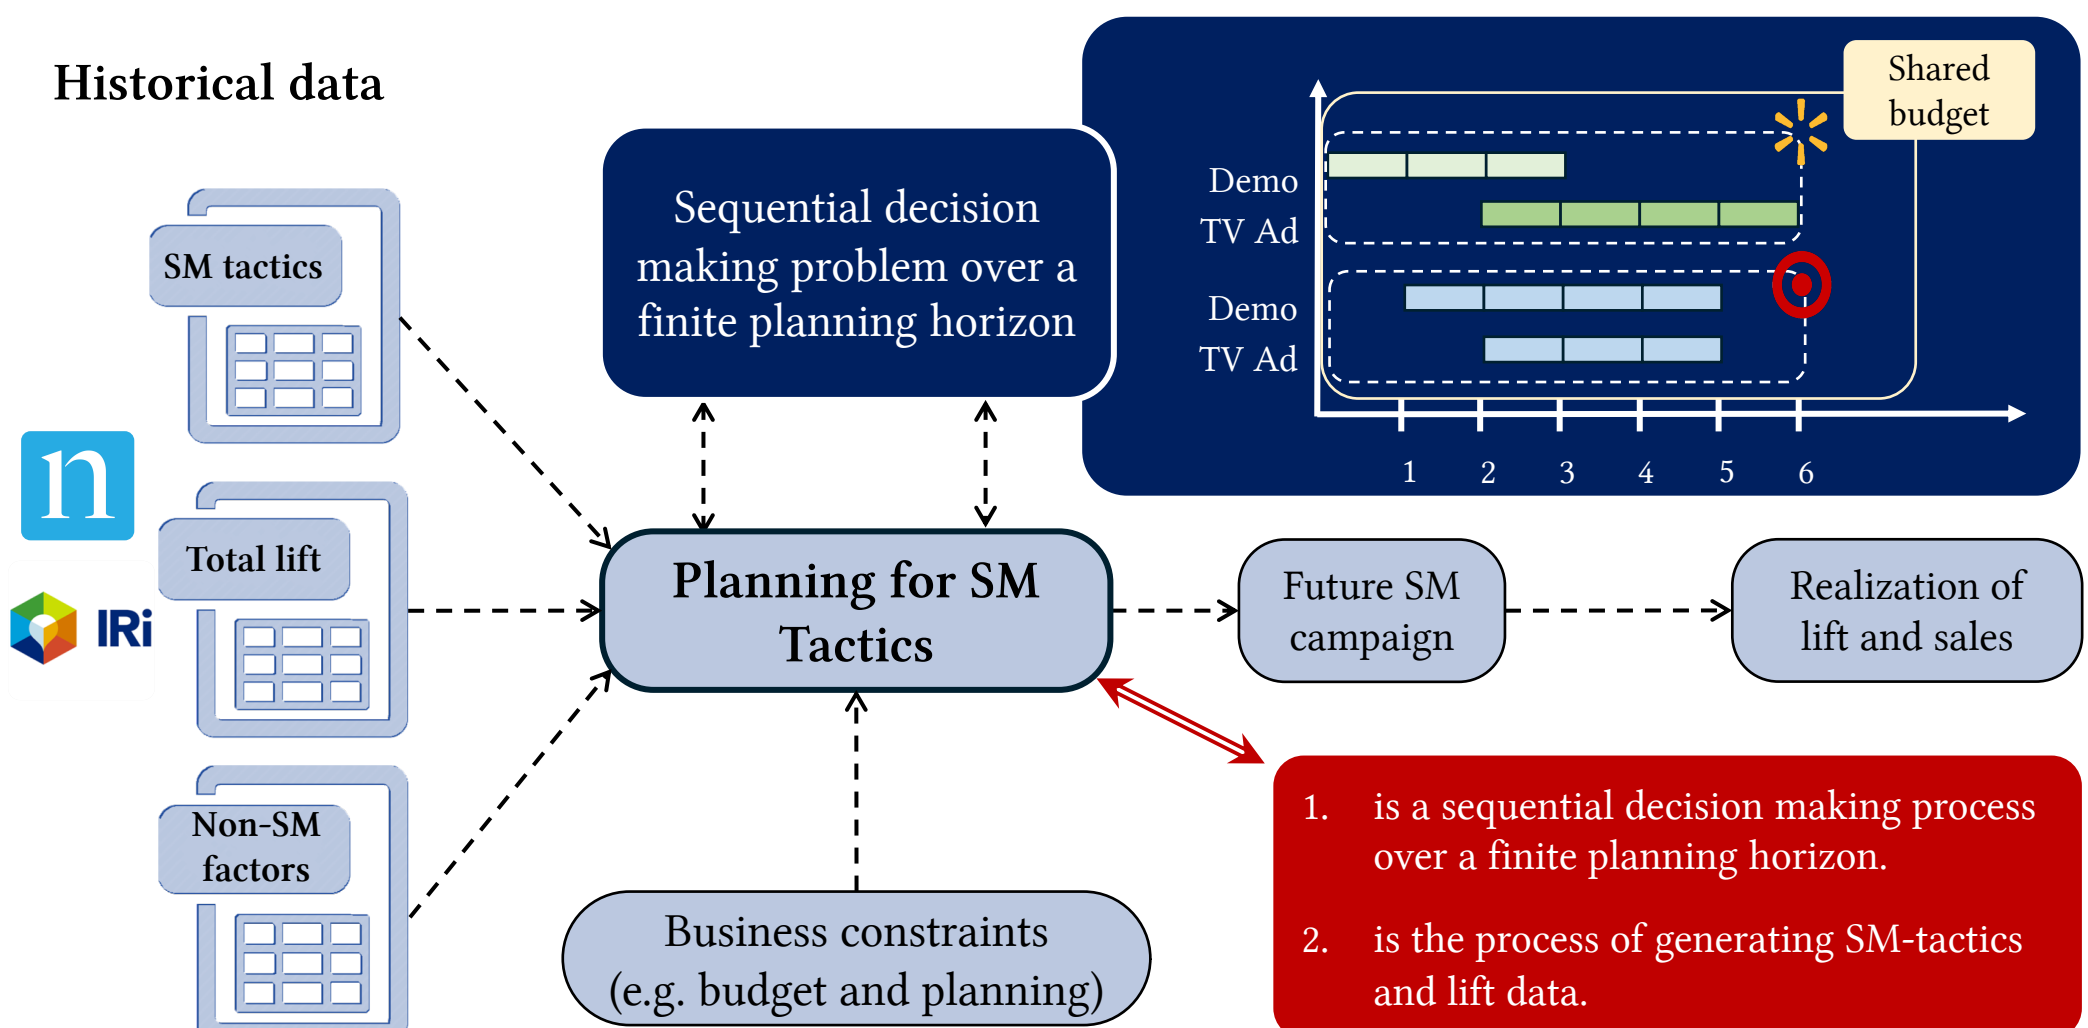 Historical data
SM tactics
n
Total lift
IRi
Non-SM
factors
Sequential decision
making problem over a
finite planning horizon
Shared
budget
Demo
TV Ad
Demo
TV Ad
1 2 3 4 5 6
Planning for SM
Tactics
Future SM
campaign
Realization of
lift and sales
Business constraints
(e.g. budget and planning)
1. is a sequential decision making process
over a finite planning horizon.
2. is the process of generating SM-tactics
and lift data.